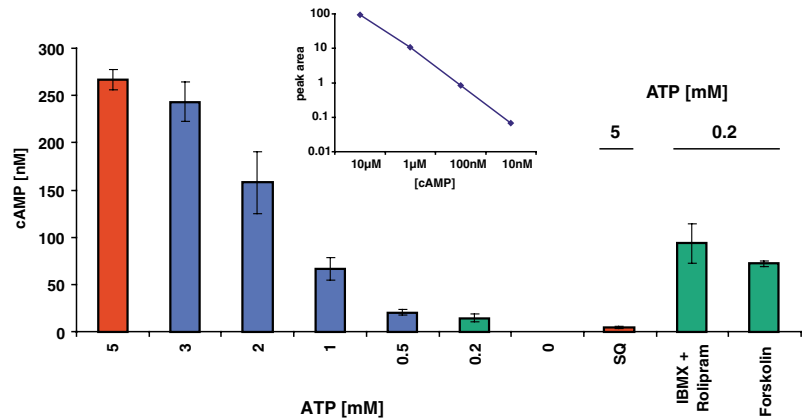 100
10
1
0.1
0.01
peak area
10µM 1µM 100nM 10nM
[cAMP]
300
250
200
150
100
50
0
cAMP [nM]
ATP [mM]
5 0.2
5 3 2 1 0.5 0.2 0 SQ IBMX +
Rolipram Forskolin
ATP [mM]